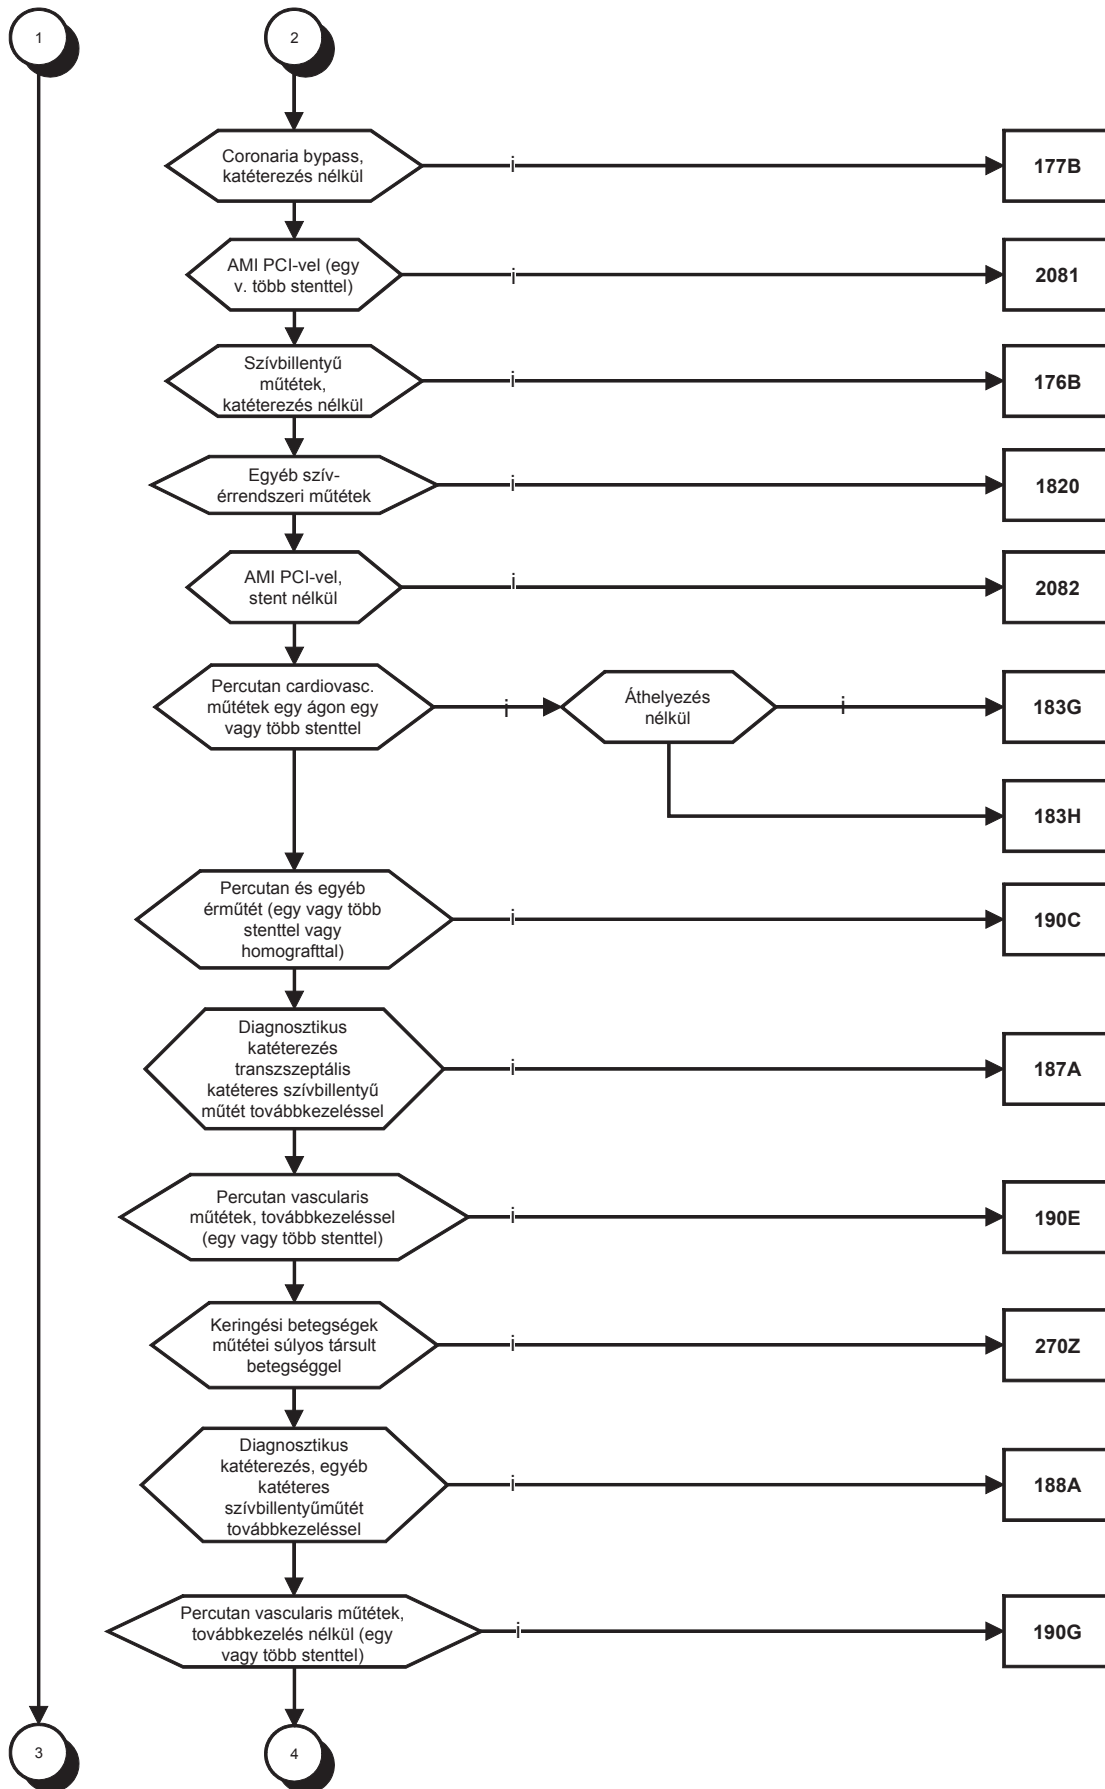 1
2
Coronaria bypass,
katéterezés nélkül
i
177B
AMI PCI-vel (egy
v. több stenttel)
i
2081
Szívbillentyű
műtétek,
katéterezés nélkül
i
176B
Egyéb szív-
érrendszeri műtétek
i
1820
AMI PCI-vel,
stent nélkül
i
2082
Percutan cardiovasc.
műtétek egy ágon egy
vagy több stenttel
i
Áthelyezés
nélkül
i
183G
183H
Percutan és egyéb
érműtét (egy vagy több
stenttel vagy
homografttal)
i
190C
Diagnosztikus
katéterezés
transzszeptális
katéteres szívbillentyű
műtét továbbkezeléssel
i
187A
Percutan vascularis
műtétek, továbbkezeléssel
(egy vagy több stenttel)
i
190E
Keringési betegségek
műtétei súlyos társult
betegséggel
i
270Z
Diagnosztikus
katéterezés, egyéb
katéteres
szívbillentyűműtét
továbbkezeléssel
i
188A
Percutan vascularis műtétek,
továbbkezelés nélkül (egy
vagy több stenttel)
i
190G
3
4